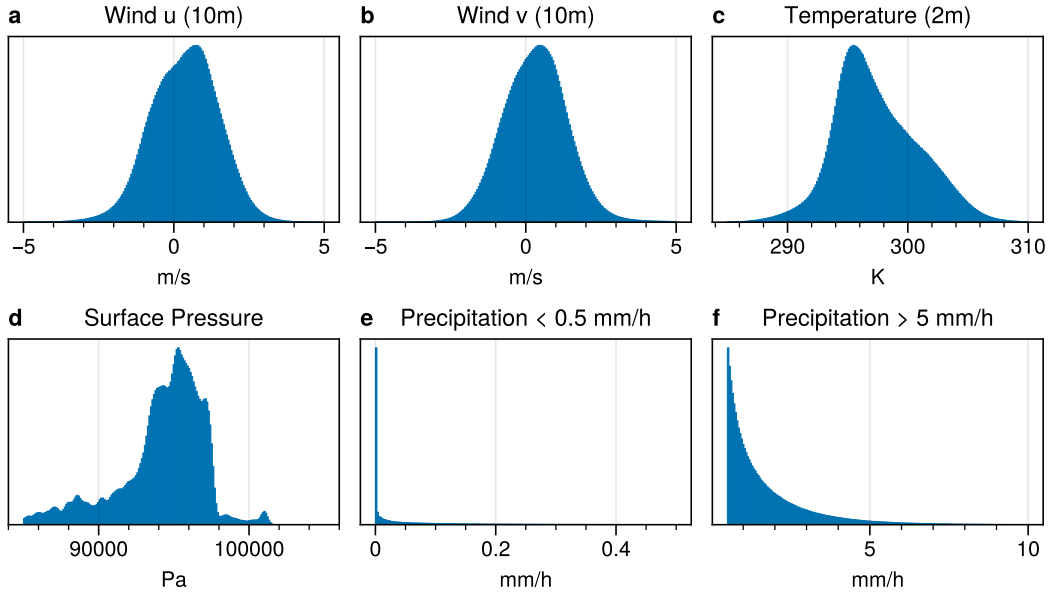 a Wind u (10m)
−5 0 5
m/s
b Wind v (10m)
−5 0 5
m/s
c Temperature (2m)
290 300 310
K
d Surface Pressure
90000 100000
Pa
e Precipitation < 0.5 mm/h
0 0.2 0.4
mm/h
f Precipitation > 5 mm/h
5 10
mm/h